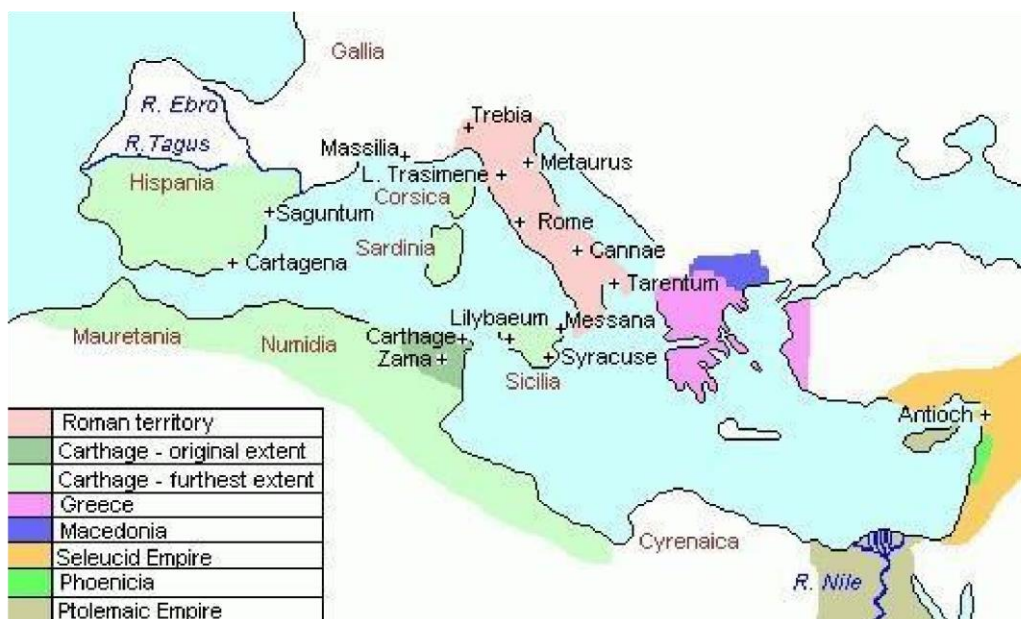 Gallia
R. Ebro
R. Tagus
Hispania
Massilia
Trebia
L. Trasimene
Metaurus
Corsica
Saguntum
Rome
Sardinia
Cannae
Cartagena
Tarentum
Mauretania
Numidia
Lilybaeum
Messana
Carthage
Zama
Syracuse
Sicilia
Antioch
Cyrenaica
R. Nile
Roman territory
Carthage - original extent
Carthage - furthest extent
Greece
Macedonia
Seleucid Empire
Phoenicia
Ptolemaic Empire